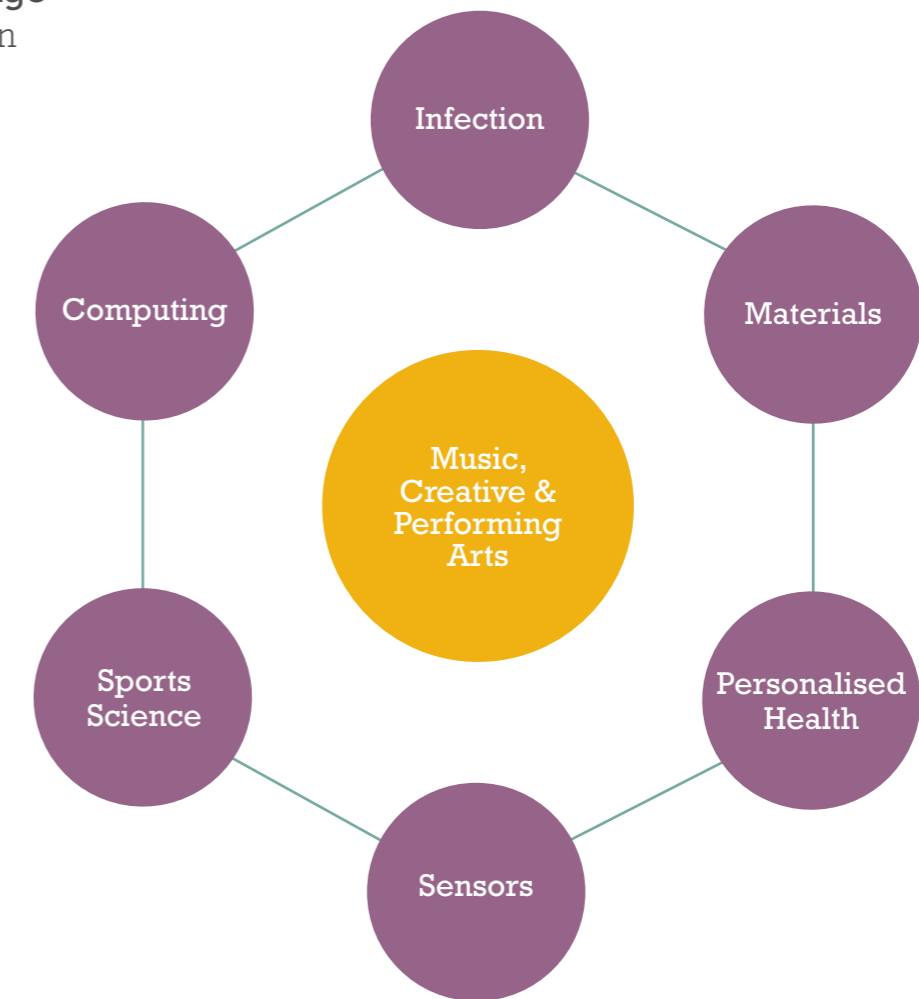 Infection
Computing
Materials
Music,
Creative &
Performing
Arts
Sports
Science
Personalised
Health
Sensors